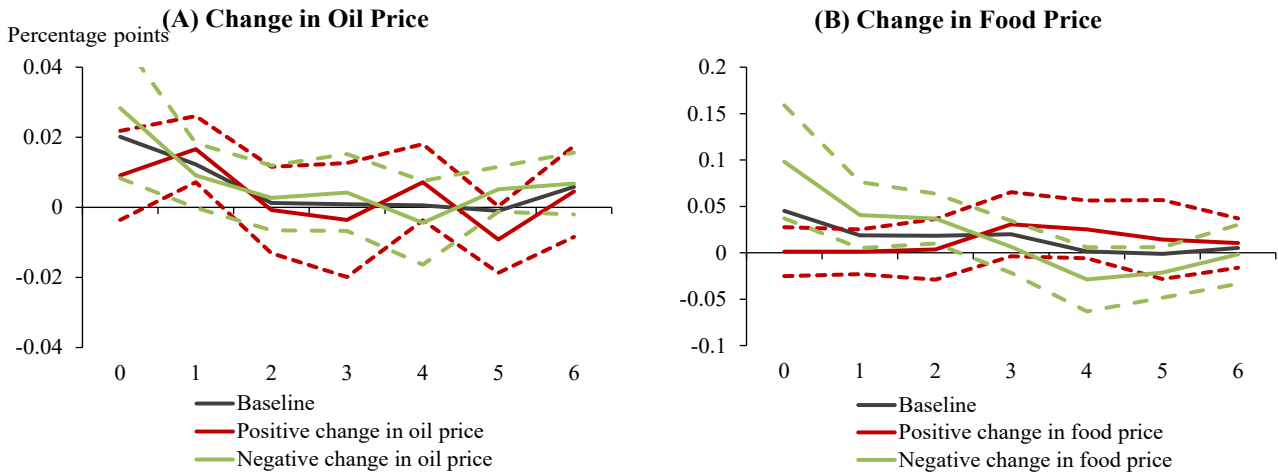 (A) Change in Oil Price
Percentage points
0.04
0.02
0
-0.02
-0.04
0 1 2 3 4 5 6
Baseline
Positive change in oil price
Negative change in oil price
(B) Change in Food Price
0.2
0.15
0.1
0.05
0
-0.05
-0.1
0 1 2 3 4 5 6
Baseline
Positive change in food price
Negative change in food price